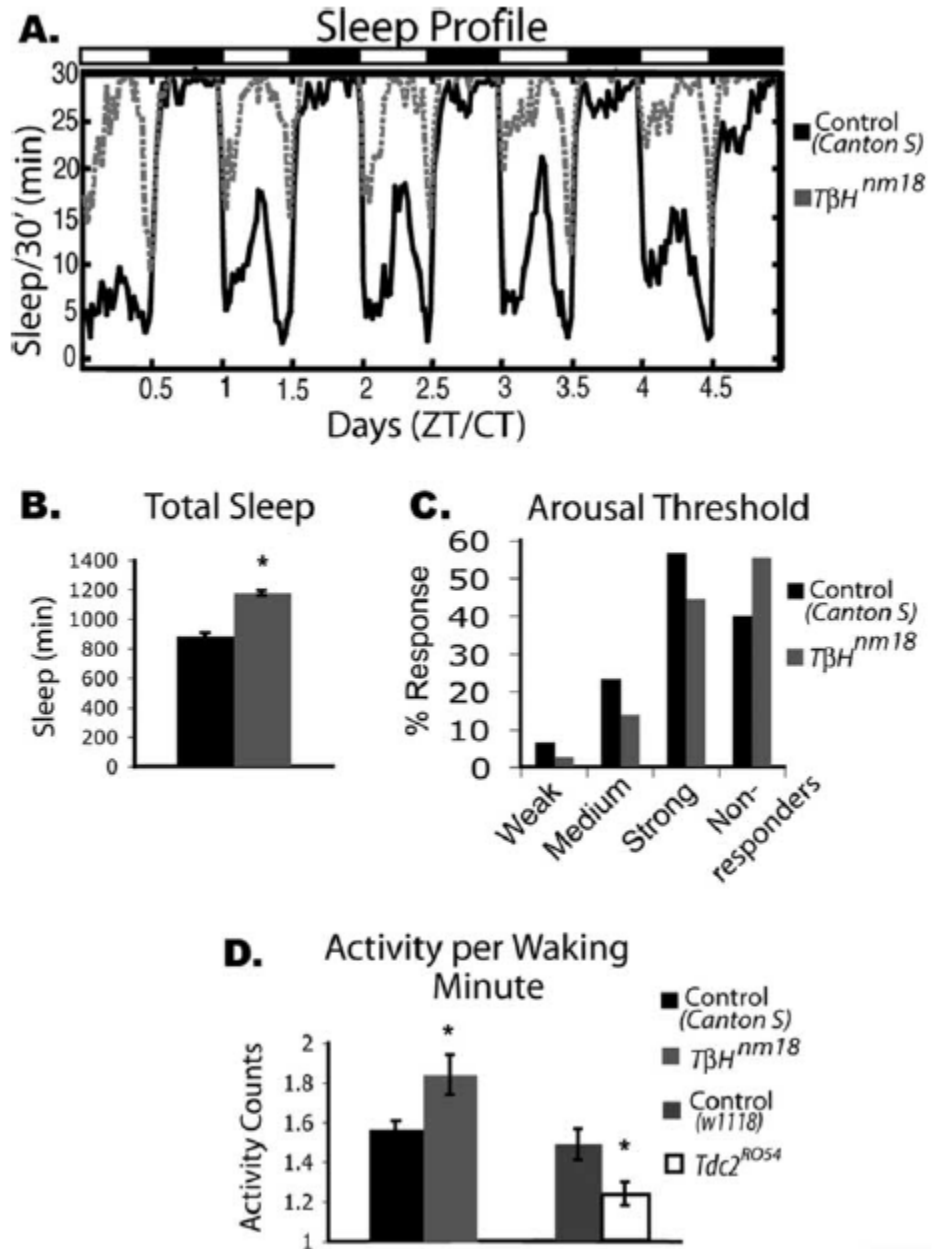 A. Sleep Profile
30
25
20
15
10
5
0
Sleep/30' (min)
0.5 1 1.5 2 2.5 3 3.5 4 4.5
Days (ZT/CT)
Control
(Canton S)
TβH nm18
B. Total Sleep
*
1400
1200
1000
800
600
400
200
0
Sleep (min)
C. Arousal Threshold
60
50
40
30
20
10
0
% Response
Weak
Medium
Strong
Non-
responders
Control
(Canton S)
TβH nm18
D. Activity per Waking
Minute
*
*
2
1.8
1.6
1.4
1.2
1
Activity Counts
Control
(Canton S)
TβH nm18
Control
(w1118)
Tdc2 RO54